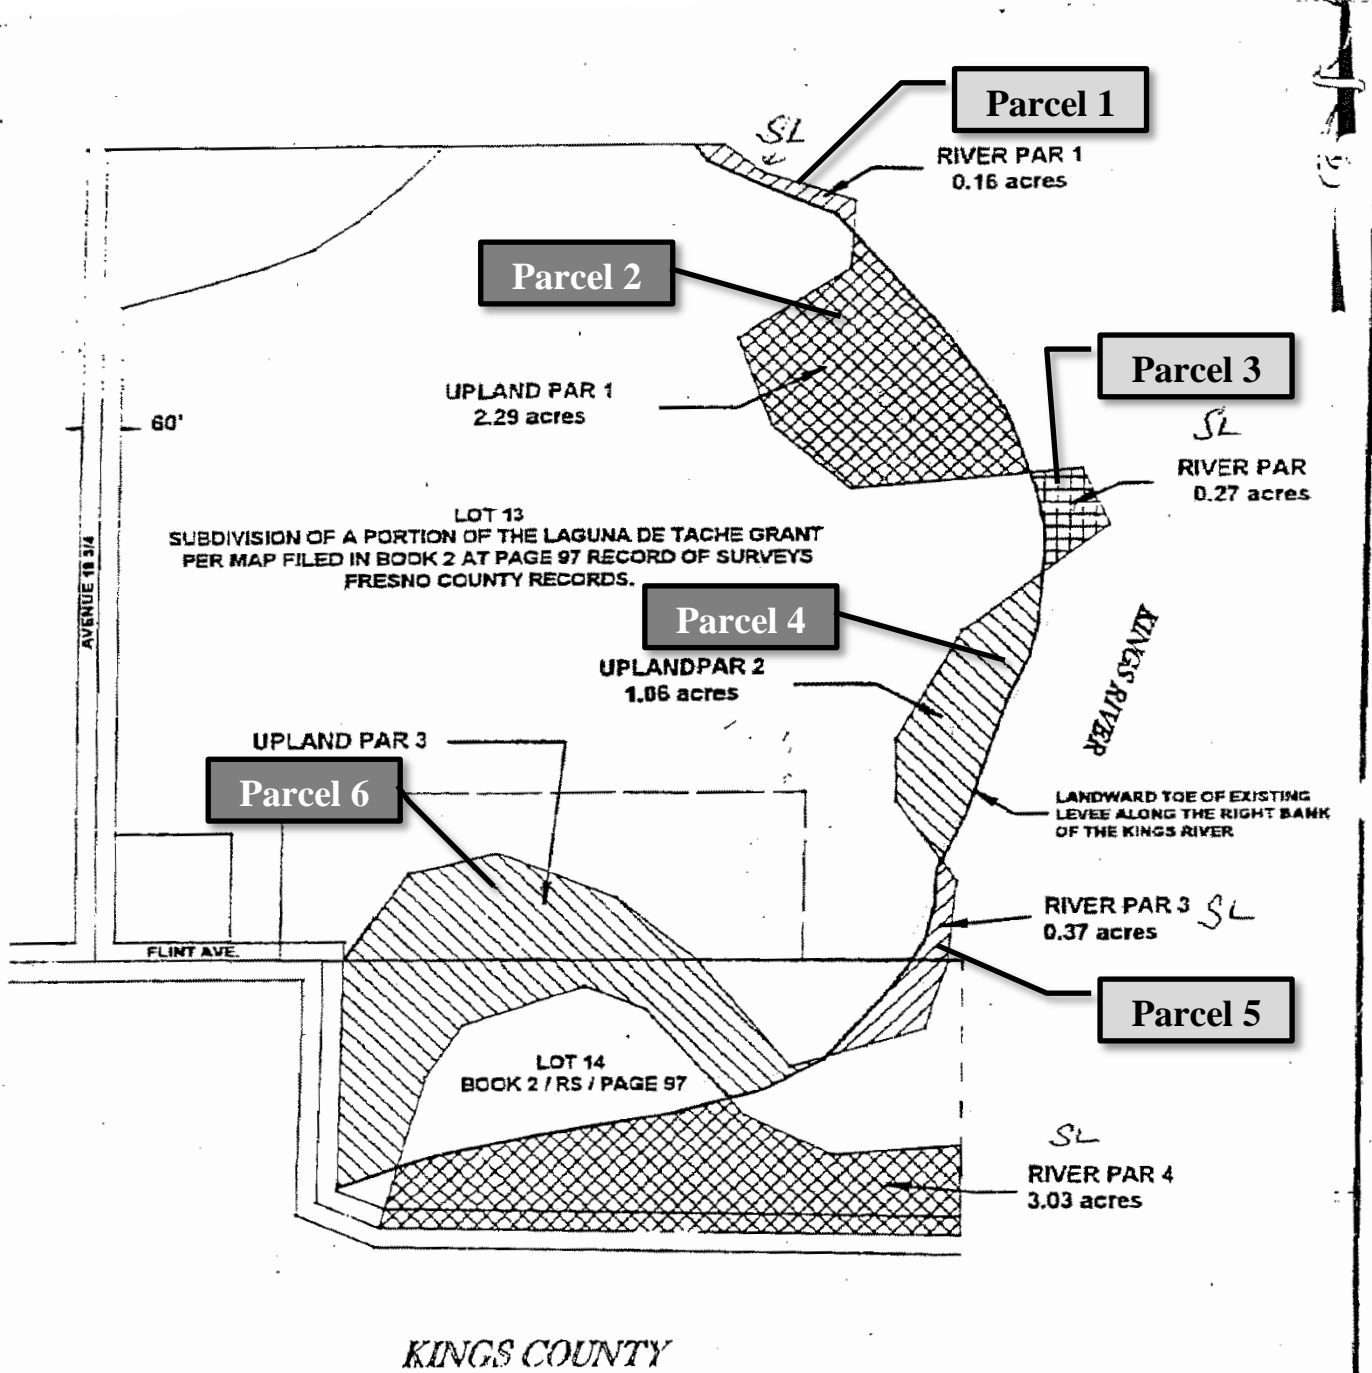 Parcel 1
SL
RIVER PAR 1
0.16 acres
Parcel 2
Parcel 3
UPLAND PAR 1
2.29 acres
60'
SL
RIVER PAR
0.27 acres
LOT 13
SUBDIVISION OF A PORTION OF THE LAGUNA DE TACHE GRANT
PER MAP FILED IN BOOK 2 AT PAGE 97 RECORD OF SURVEYS
FRESNO COUNTY RECORDS.
AVENUE 18 3/4
Parcel 4
UPLANDPAR 2
1.06 acres
KINGS RIVER
UPLAND PAR 3
Parcel 6
LANDWARD TOE OF EXISTING
LEVEE ALONG THE RIGHT BANK
OF THE KINGS RIVER
RIVER PAR 3 SL
0.37 acres
FLINT AVE.
Parcel 5
LOT 14
BOOK 2 / RS / PAGE 97
SL
RIVER PAR 4
3.03 acres
KINGS COUNTY